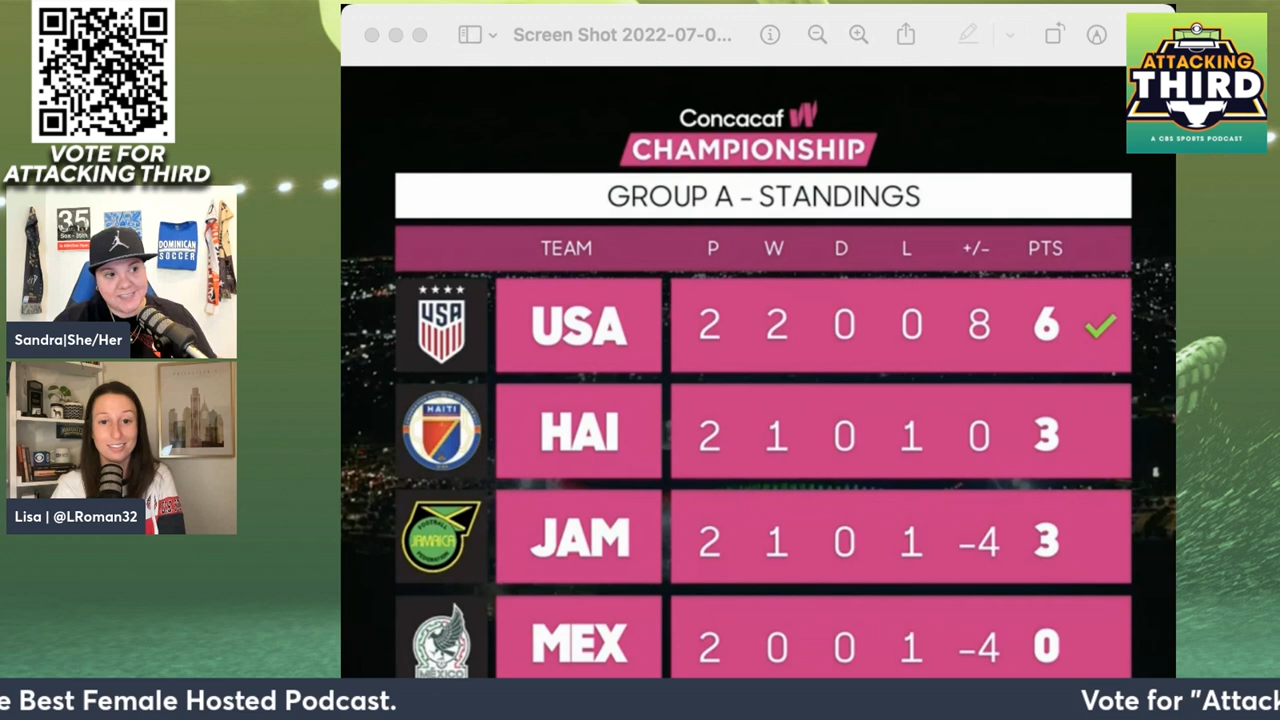 VOTE FOR
ATTACKING THIRD
Sandra|She/Her
Lisa | @LRoman32
35
DOMINICAN
SOCCER
Screen Shot 2022-07-0...
Concacaf W
CHAMPIONSHIP
GROUP A – STANDINGS
TEAM P W D L +/- PTS
USA USA 2 2 0 0 8 6
HAITI HAI 2 1 0 1 0 3
JAMAICA JAM 2 1 0 1 -4 3
MÉXICO MEX 2 0 0 1 -4 0
ATTACKING
THIRD
A CBS SPORTS PODCAST
e Best Female Hosted Podcast.
Vote for "Attack